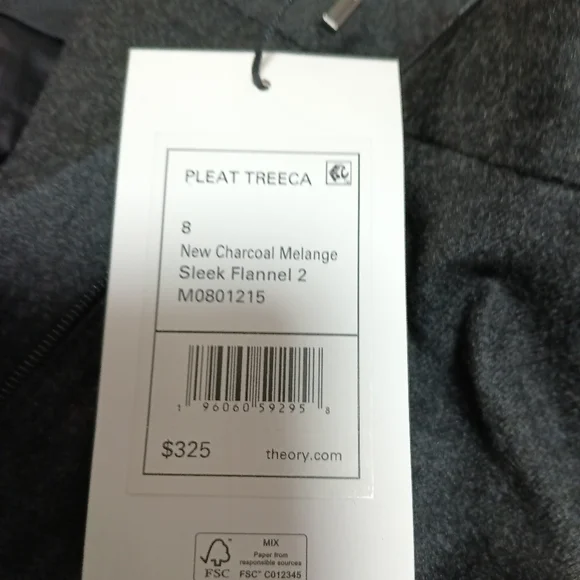 PLEAT TREECA
8
New Charcoal Melange
Sleek Flannel 2
M0801215
1 96060 59295 8
$325 theory.com
MIX
Paper from
responsible sources
FSC FSC™ C012345